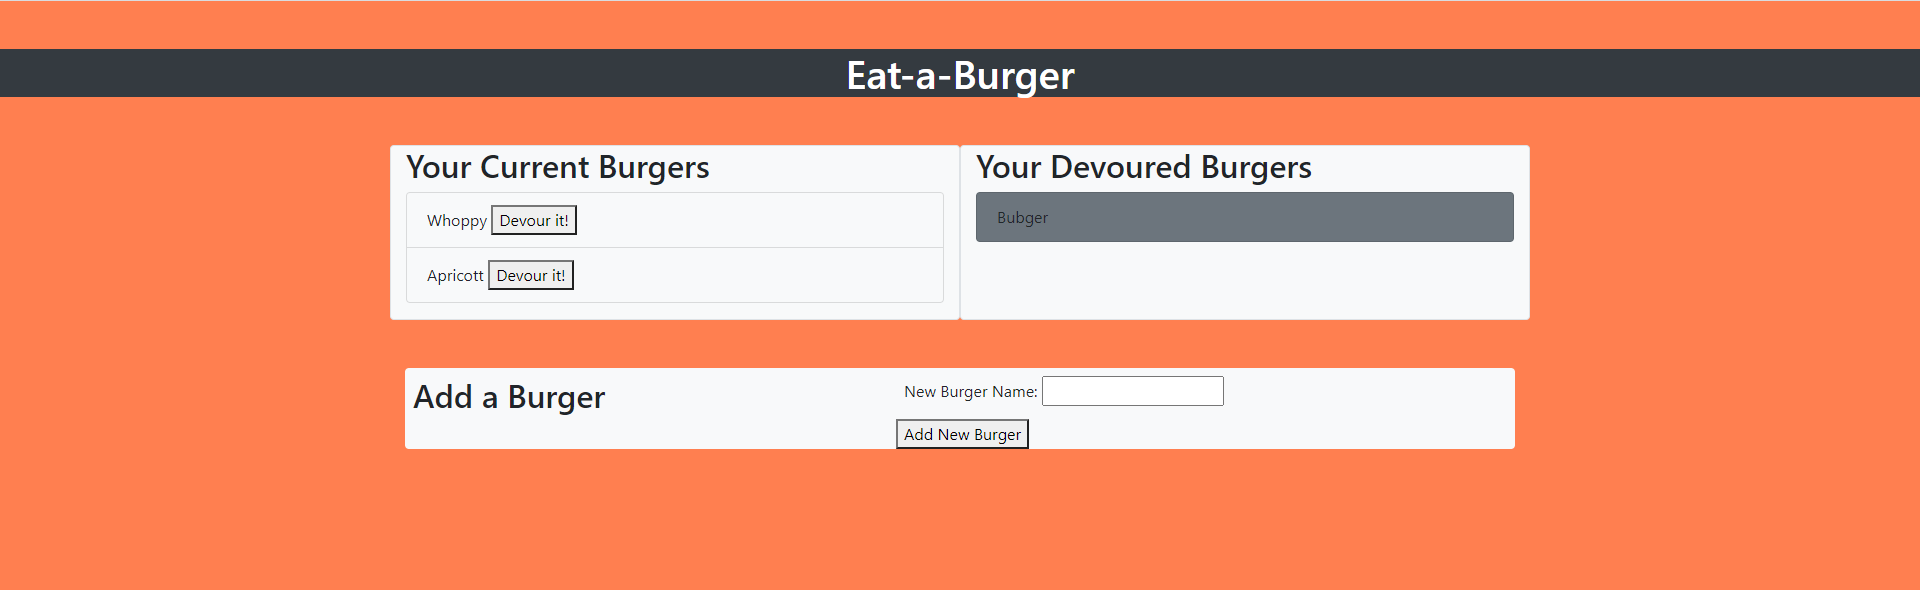 Eat-a-Burger
Your Current Burgers
Whoppy Devour it!
Apricott Devour it!
Your Devoured Burgers
Bubger
Add a Burger
New Burger Name:
Add New Burger